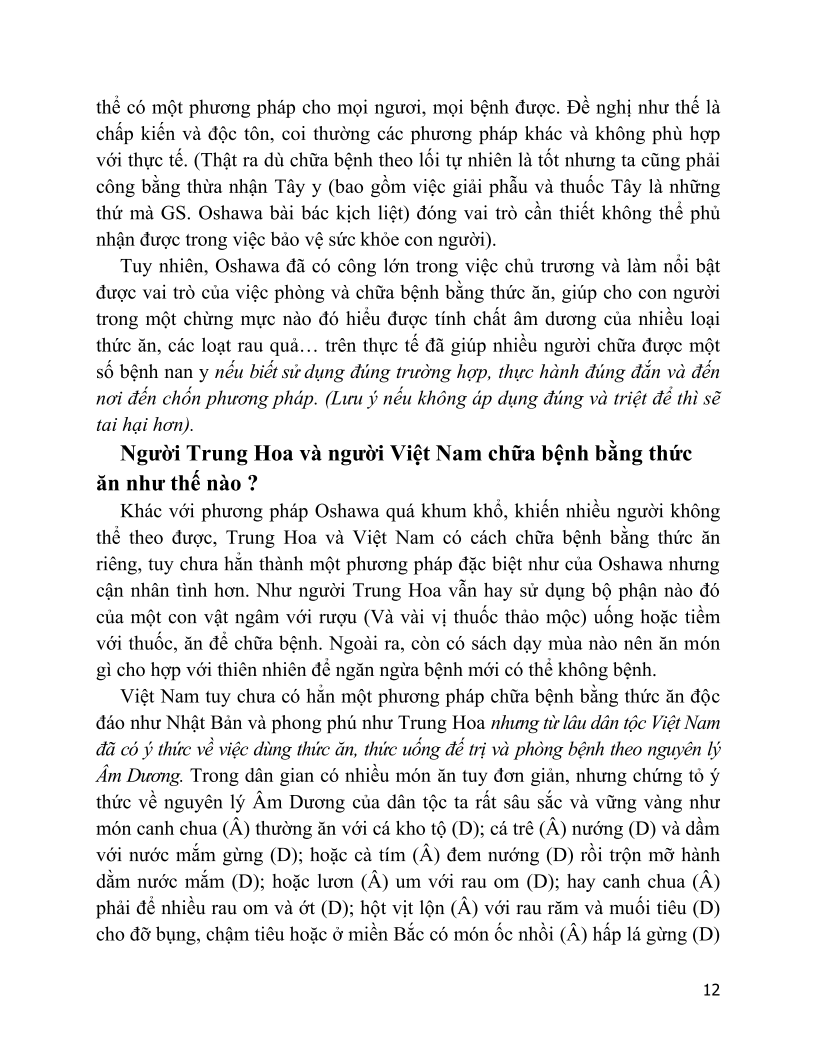 thể có một phương pháp cho mọi ngươi, mọi bệnh được. Đề nghị như thế là
chấp kiến và độc tôn, coi thường các phương pháp khác và không phù hợp
với thực tế. (Thật ra dù chữa bệnh theo lối tự nhiên là tốt nhưng ta cũng phải
công bằng thừa nhận Tây y (bao gồm việc giải phẫu và thuốc Tây là những
thứ mà GS. Oshawa bài bác kịch liệt) đóng vai trò cần thiết không thể phủ
nhận được trong việc bảo vệ sức khỏe con người).
Tuy nhiên, Oshawa đã có công lớn trong việc chủ trương và làm nổi bật
được vai trò của việc phòng và chữa bệnh bằng thức ăn, giúp cho con người
trong một chừng mực nào đó hiểu được tính chất âm dương của nhiều loại
thức ăn, các loạt rau quả… trên thực tế đã giúp nhiều người chữa được một
số bệnh nan y nếu biết sử dụng đúng trường hợp, thực hành đúng đắn và đến
nơi đến chốn phương pháp. (Lưu ý nếu không áp dụng đúng và triệt để thì sẽ
tai hại hơn).
Người Trung Hoa và người Việt Nam chữa bệnh bằng thức
ăn như thế nào ?
Khác với phương pháp Oshawa quá khum khổ, khiến nhiều người không
thể theo được, Trung Hoa và Việt Nam có cách chữa bệnh bằng thức ăn
riêng, tuy chưa hẳn thành một phương pháp đặc biệt như của Oshawa nhưng
cận nhân tình hơn. Như người Trung Hoa vẫn hay sử dụng bộ phận nào đó
của một con vật ngâm với rượu (Và vài vị thuốc thảo mộc) uống hoặc tiềm
với thuốc, ăn để chữa bệnh. Ngoài ra, còn có sách dạy mùa nào nên ăn món
gì cho hợp với thiên nhiên để ngăn ngừa bệnh mới có thể không bệnh.
Việt Nam tuy chưa có hẳn một phương pháp chữa bệnh bằng thức ăn độc
đáo như Nhật Bản và phong phú như Trung Hoa nhưng từ lâu dân tộc Việt Nam
đã có ý thức về việc dùng thức ăn, thức uống để trị và phòng bệnh theo nguyên lý
Âm Dương. Trong dân gian có nhiều món ăn tuy đơn giản, nhưng chứng tỏ ý
thức về nguyên lý Âm Dương của dân tộc ta rất sâu sắc và vững vàng như
món canh chua (Â) thường ăn với cá kho tộ (D); cá trê (Â) nướng (D) và dầm
với nước mắm gừng (D); hoặc cà tím (Â) đem nướng (D) rồi trộn mỡ hành
dằm nước mắm (D); hoặc lươn (Â) um với rau om (D); hay canh chua (Â)
phải để nhiều rau om và ớt (D); hột vịt lộn (Â) với rau răm và muối tiêu (D)
cho đỡ bụng, chậm tiêu hoặc ở miền Bắc có món ốc nhồi (Â) hấp lá gừng (D)
12